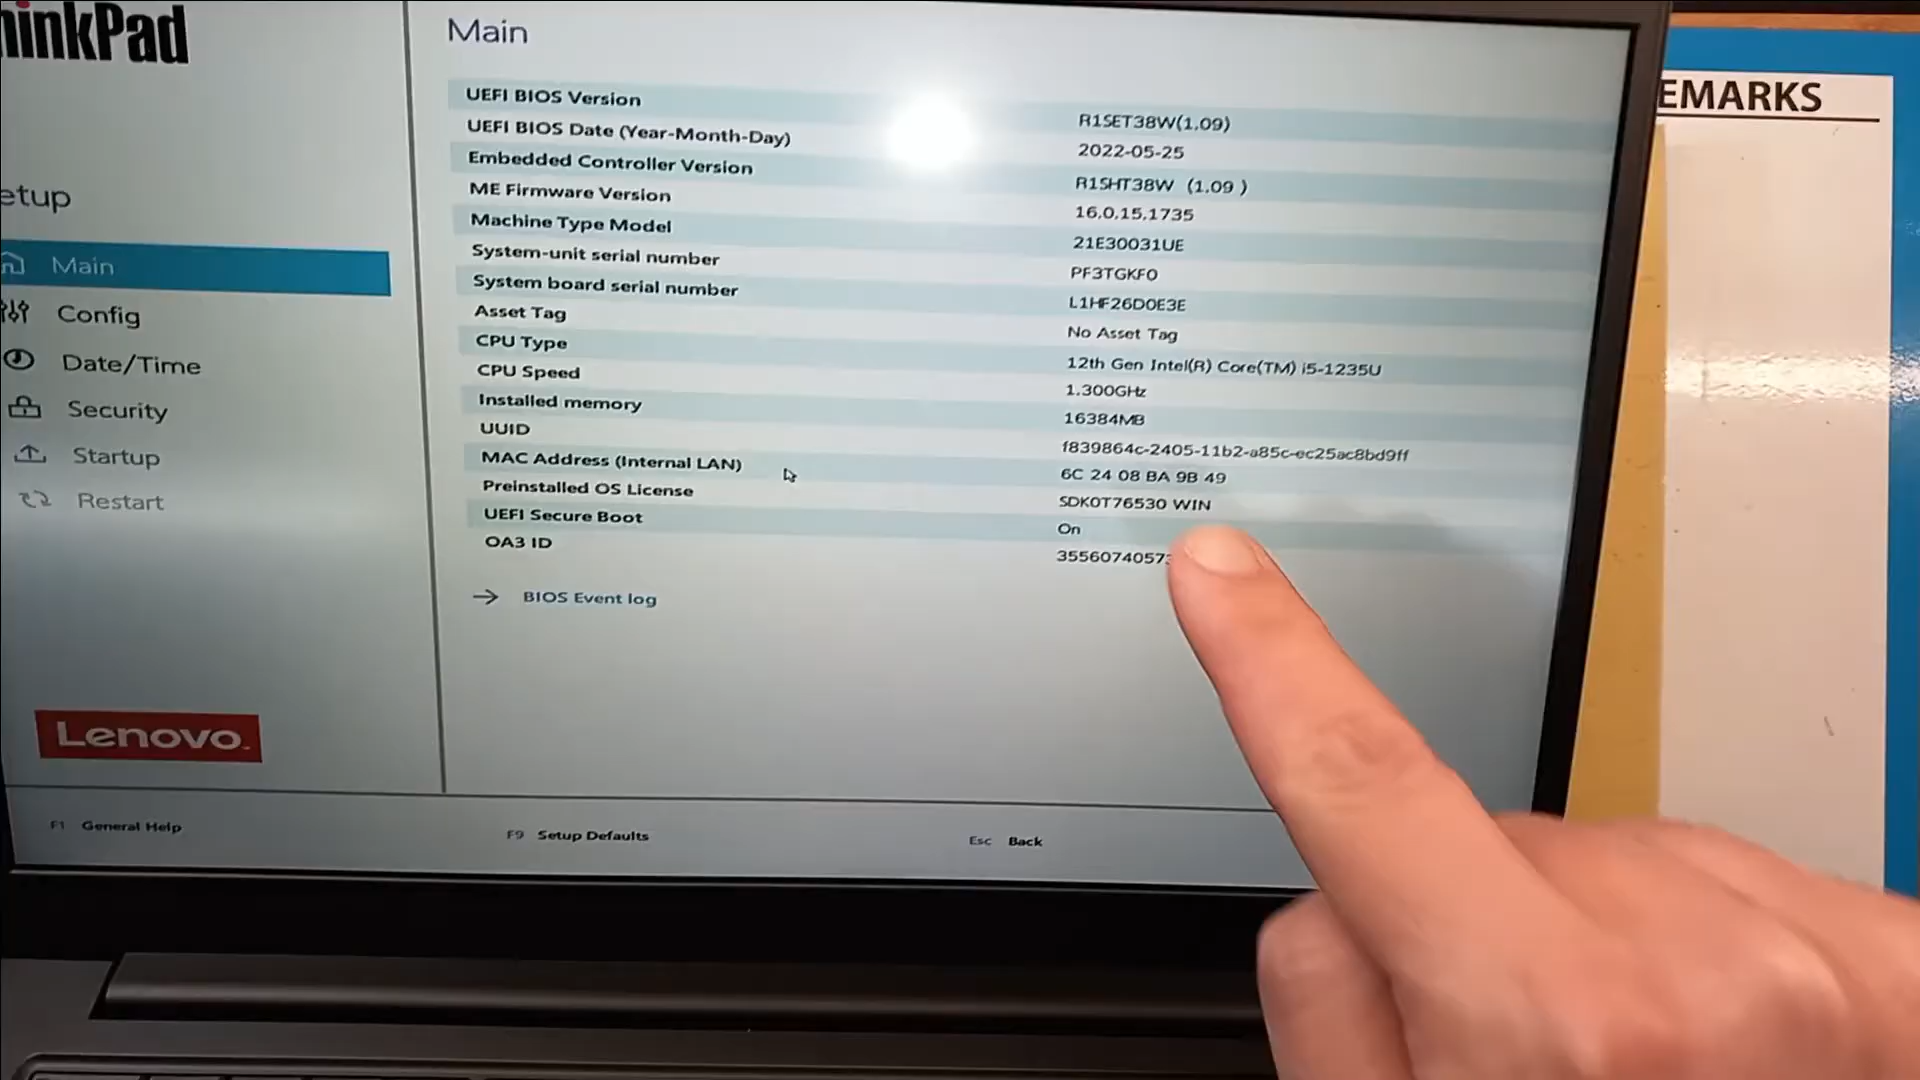 hinkPad
etup
Main
Config
Date/Time
Security
Startup
Restart
Lenovo.
Main
UEFI BIOS Version R1SET38W(1.09)
UEFI BIOS Date (Year-Month-Day) 2022-05-25
Embedded Controller Version R1SHT38W (1.09 )
ME Firmware Version 16.0.15.1735
Machine Type Model 21E30031UE
System-unit serial number PF3TGKF0
System board serial number L1HF26D0E3E
Asset Tag No Asset Tag
CPU Type 12th Gen Intel(R) Core(TM) i5-1235U
CPU Speed 1.300GHz
Installed memory 16384MB
UUID f839864c-2405-11b2-a85c-ec25ac8bd9ff
MAC Address (Internal LAN) 6C 24 08 BA 9B 49
Preinstalled OS License SDK0T76530 WIN
UEFI Secure Boot On
OA3 ID 3556074057
BIOS Event log
F1 General Help
F9 Setup Defaults
Esc Back
EMARKS